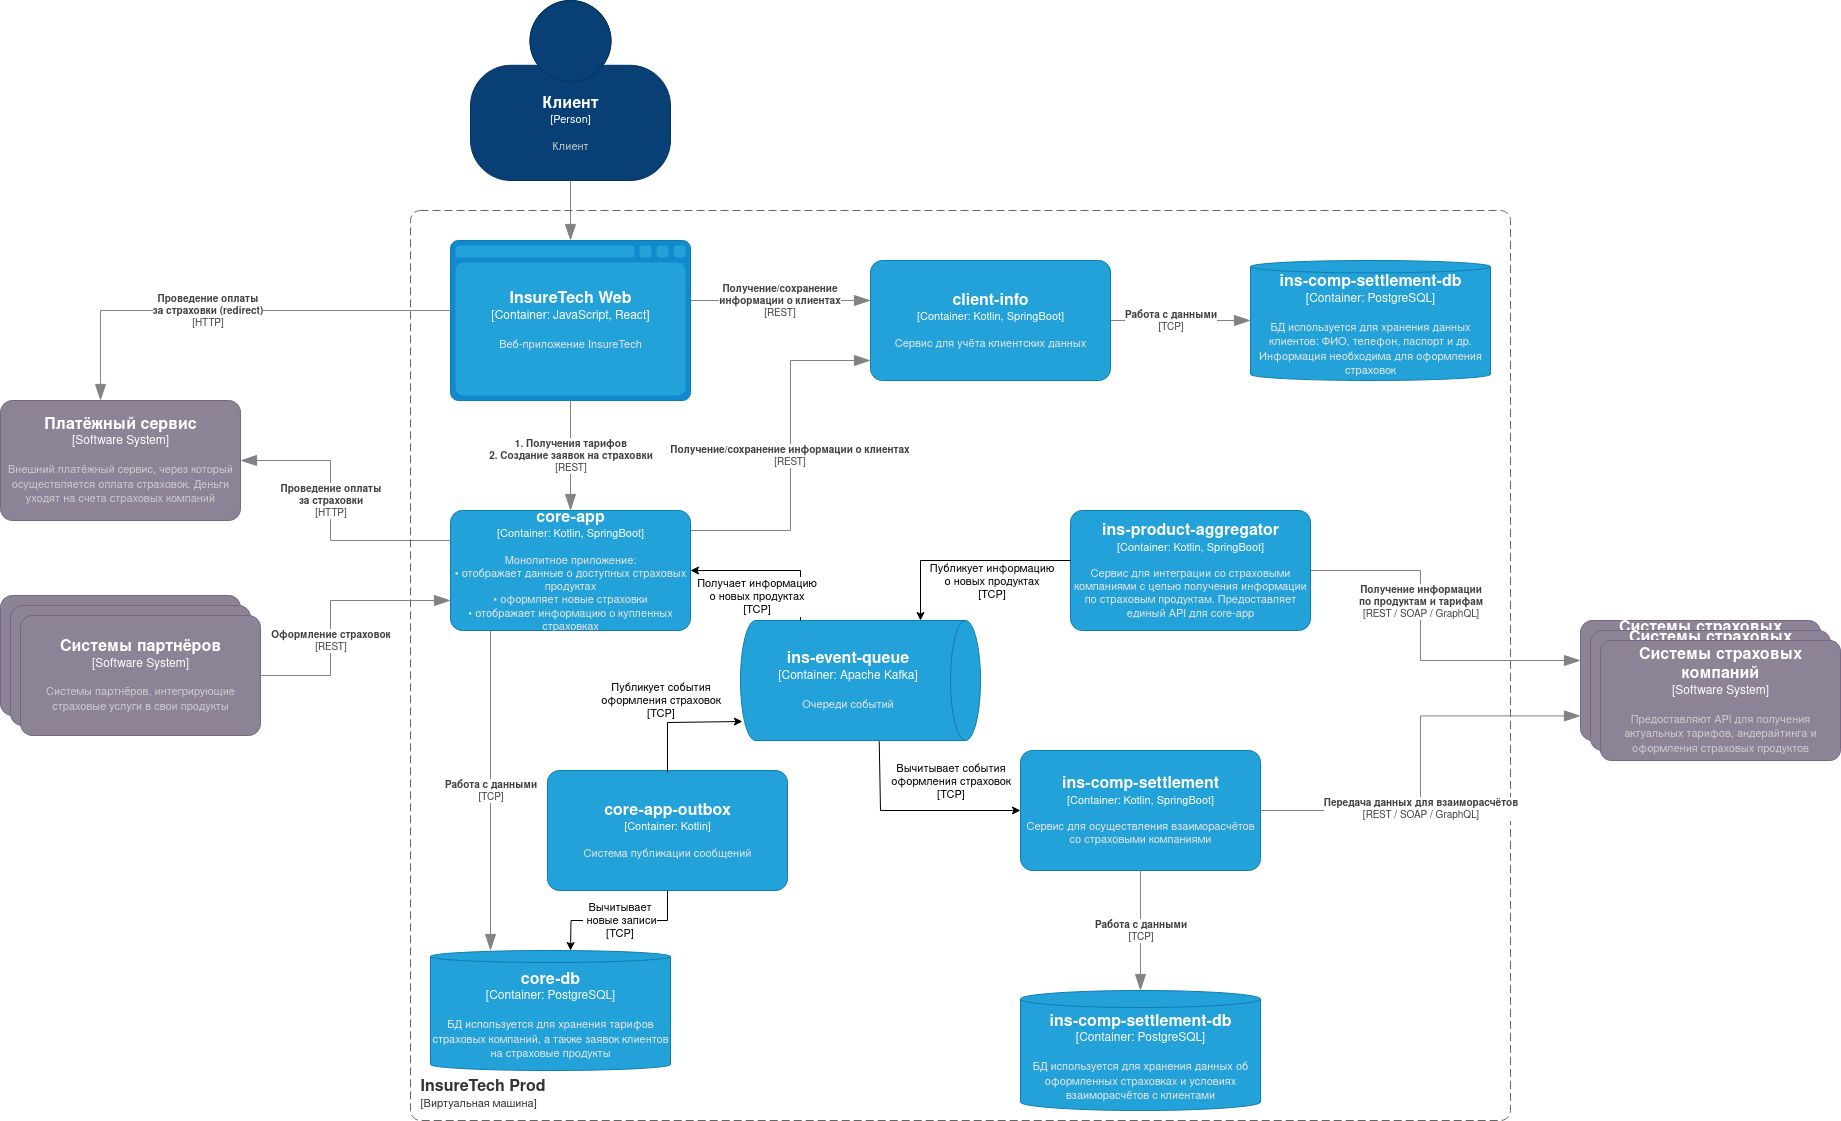 Клиент
[Person]
Клиент
InsureTech Web
[Container: JavaScript, React]
Веб-приложение InsureTech
Получение/сохранение
информации о клиентах
[REST]
client-info
[Container: Kotlin, SpringBoot]
Сервис для учёта клиентских данных
Работа с данными
[TCP]
ins-comp-settlement-db
[Container: PostgreSQL]
БД используется для хранения данных
клиентов: ФИО, телефон, паспорт и др.
Информация необходима для оформления
страховок
Проведение оплаты
за страховки (redirect)
[HTTP]
Платёжный сервис
[Software System]
Внешний платёжный сервис, через который
осуществляется оплата страховок. Деньги
уходят на счета страховых компаний
1. Получения тарифов
2. Создание заявок на страховки
[REST]
Получение/сохранение информации о клиентах
[REST]
Проведение оплаты
за страховки
[HTTP]
core-app
[Container: Kotlin, SpringBoot]
Монолитное приложение:
• отображает данные о доступных страховых
продуктах
• оформляет новые страховки
• отображает информацию о купленных
страховках
Получает информацию
о новых продуктах
[TCP]
Публикует информацию
о новых продуктах
[TCP]
ins-product-aggregator
[Container: Kotlin, SpringBoot]
Сервис для интеграции со страховыми
компаниями с целью получения информации
по страховым продуктам. Предоставляет
единый API для core-app
Получение информации
по продуктам и тарифам
[REST / SOAP / GraphQL]
Системы партнёров
[Software System]
Системы партнёров, интегрирующие
страховые услуги в свои продукты
Оформление страховок
[REST]
ins-event-queue
[Container: Apache Kafka]
Очереди событий
Системы страховых
Системы страховых
Системы страховых
компаний
[Software System]
Предоставляют API для получения
актуальных тарифов, андерайтинга и
оформления страховых продуктов
Публикует события
оформления страховок
[TCP]
Вычитывает события
оформления страховок
[TCP]
Работа с данными
[TCP]
core-app-outbox
[Container: Kotlin]
Система публикации сообщений
ins-comp-settlement
[Container: Kotlin, SpringBoot]
Сервис для осуществления взаиморасчётов
со страховыми компаниями
Передача данных для взаиморасчётов
[REST / SOAP / GraphQL]
Вычитывает
новые записи
[TCP]
Работа с данными
[TCP]
core-db
[Container: PostgreSQL]
БД используется для хранения тарифов
страховых компаний, а также заявок клиентов
на страховые продукты
ins-comp-settlement-db
[Container: PostgreSQL]
БД используется для хранения данных об
оформленных страховках и условиях
взаиморасчётов с клиентами
InsureTech Prod
[Виртуальная машина]